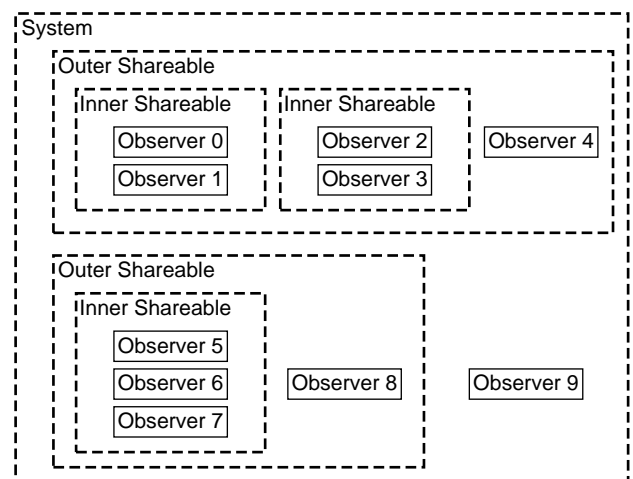 System
Outer Shareable
Inner Shareable
Observer 0
Observer 1
Inner Shareable
Observer 2
Observer 3
Observer 4
Outer Shareable
Inner Shareable
Observer 5
Observer 6
Observer 7
Observer 8
Observer 9